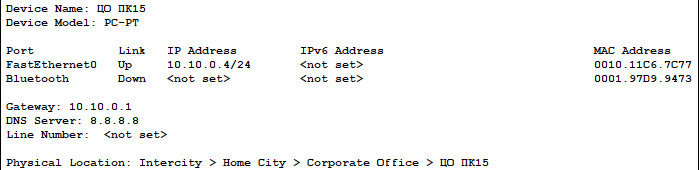 Device Name: ЦО ПК15
Device Model: PC-PT
Port Link IP Address IPv6 Address MAC Address
FastEthernet0 Up 10.10.0.4/24 <not set> 0010.11C6.7C77
Bluetooth Down <not set> <not set> 0001.97D9.9473
Gateway: 10.10.0.1
DNS Server: 8.8.8.8
Line Number: <not set>
Physical Location: Intercity > Home City > Corporate Office > ЦО ПК15